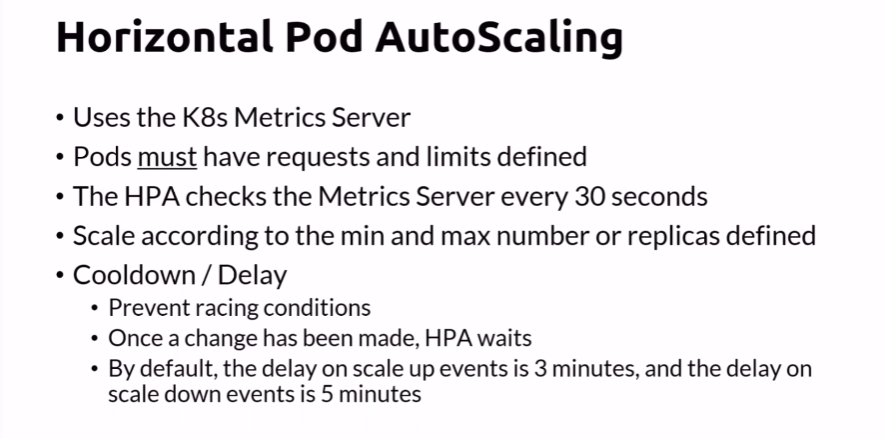 Horizontal Pod AutoScaling
• Uses the K8s Metrics Server
• Pods must have requests and limits defined
• The HPA checks the Metrics Server every 30 seconds
• Scale according to the min and max number or replicas defined
• Cooldown / Delay
• Prevent racing conditions
• Once a change has been made, HPA waits
• By default, the delay on scale up events is 3 minutes, and the delay on
scale down events is 5 minutes